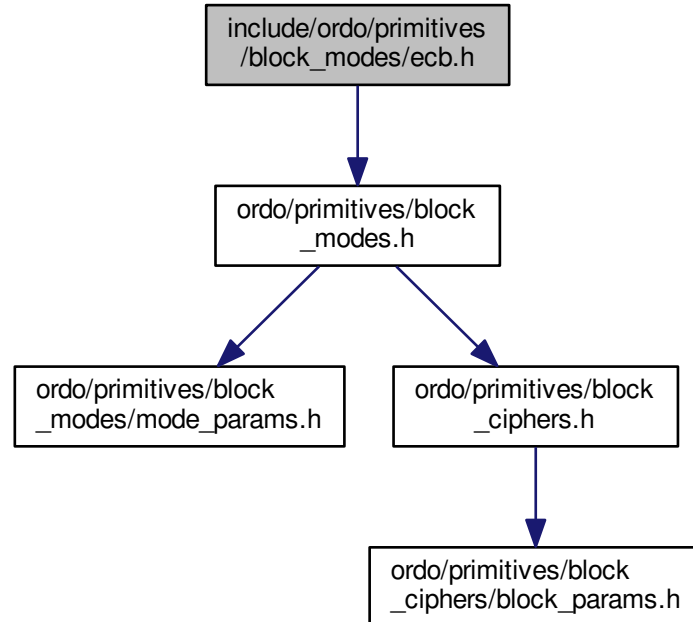 include/ordo/primitives
/block_modes/ecb.h
ordo/primitives/block
_modes.h
ordo/primitives/block
_modes/mode_params.h
ordo/primitives/block
_ciphers.h
ordo/primitives/block
_ciphers/block_params.h